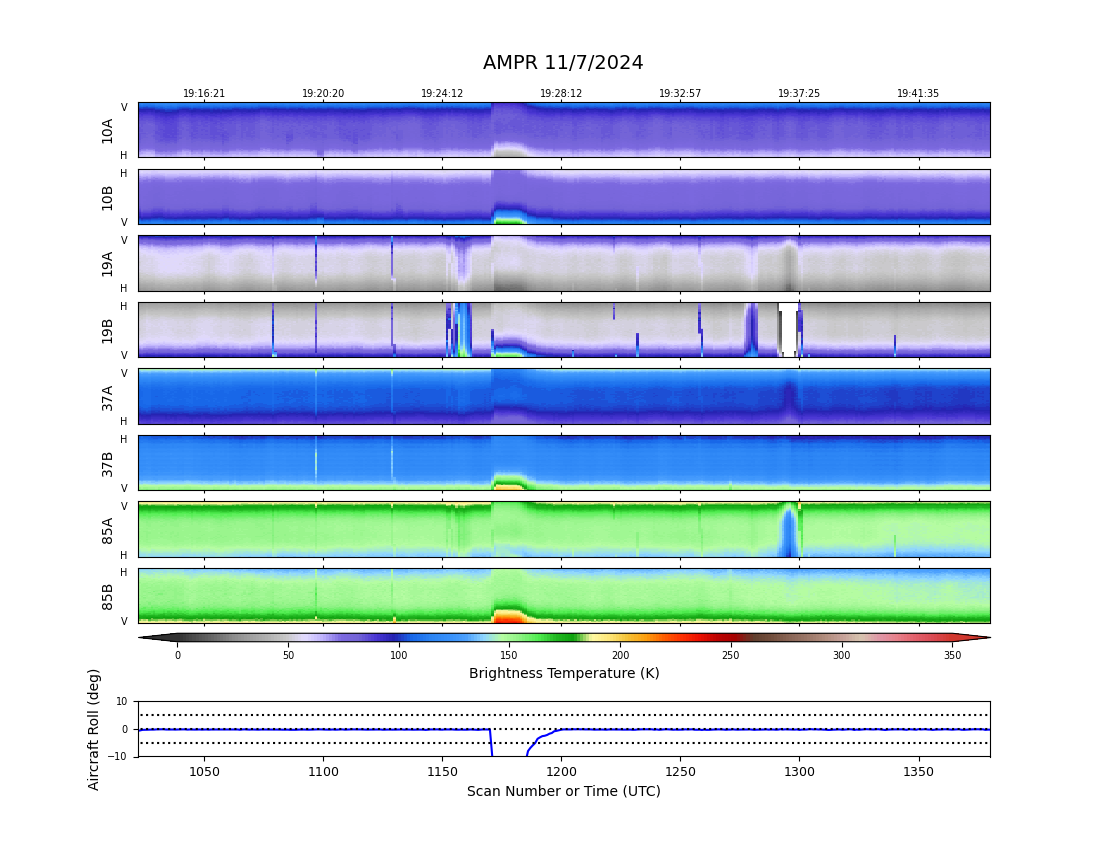 AMPR 11/7/2024
19:16:21 19:20:20 19:24:12 19:28:12 19:32:57 19:37:25 19:41:35
V
10A
H
H
10B
V
V
19A
H
H
19B
V
V
37A
H
H
37B
V
V
85A
H
H
85B
V
0 50 100 150 200 250 300 350
Brightness Temperature (K)
Aircraft Roll (deg)
10
0
−10
1050 1100 1150 1200 1250 1300 1350
Scan Number or Time (UTC)